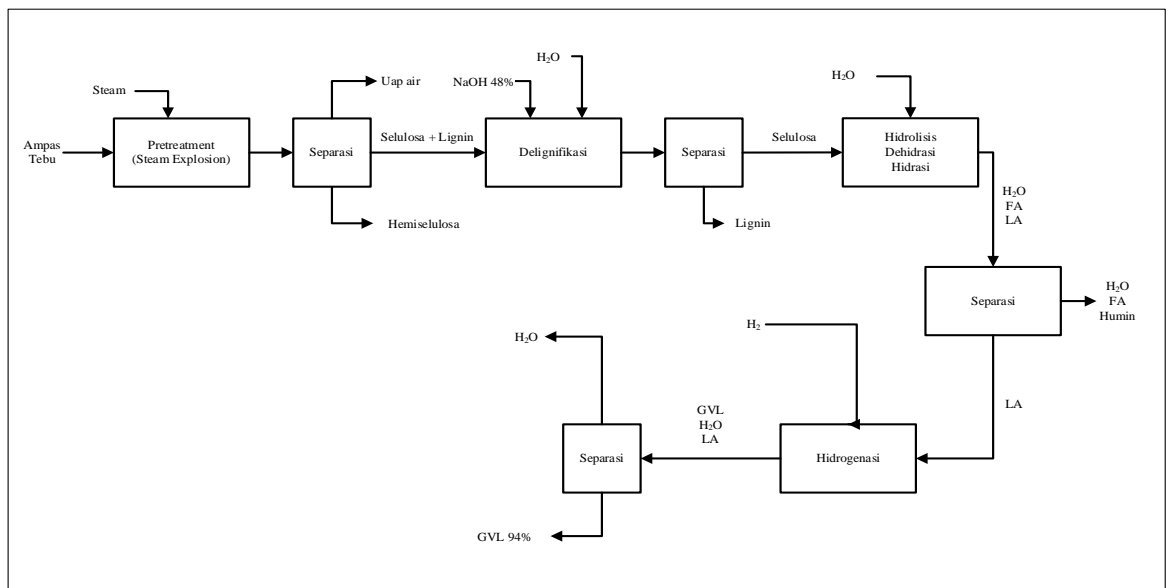 H₂O
Uap air
NaOH 48%
H₂O
Steam
Ampas
Tebu
Pretreatment
(Steam Explosion)
Separasi
Selulosa + Lignin
Delignifikasi
Separasi
Selulosa
Hidrolisis
Dehidrasi
Hidrasi
Hemiselulosa
Lignin
H₂O
FA
LA
Separasi
H₂O
FA
Humin
H₂
H₂O
LA
GVL
H₂O
LA
Separasi
Hidrogenasi
GVL 94%